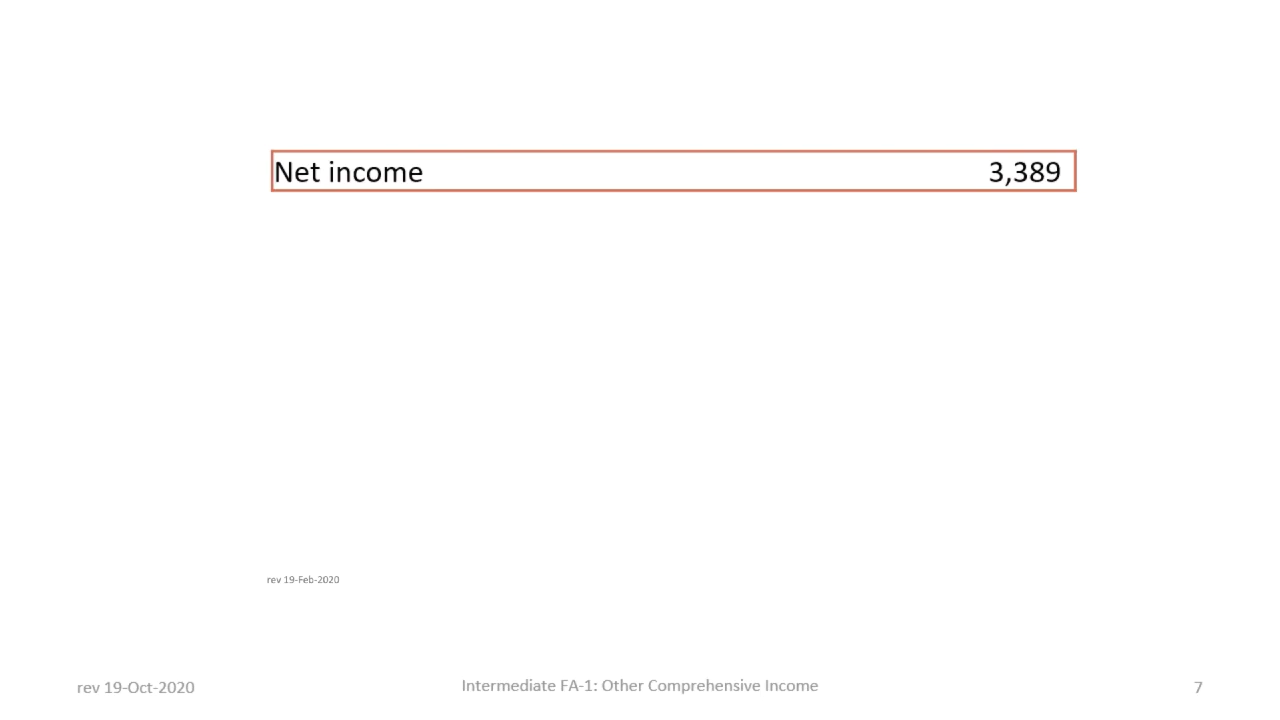 Net income 3,389
rev 19-Feb-2020
rev 19-Oct-2020 Intermediate FA-1: Other Comprehensive Income 7